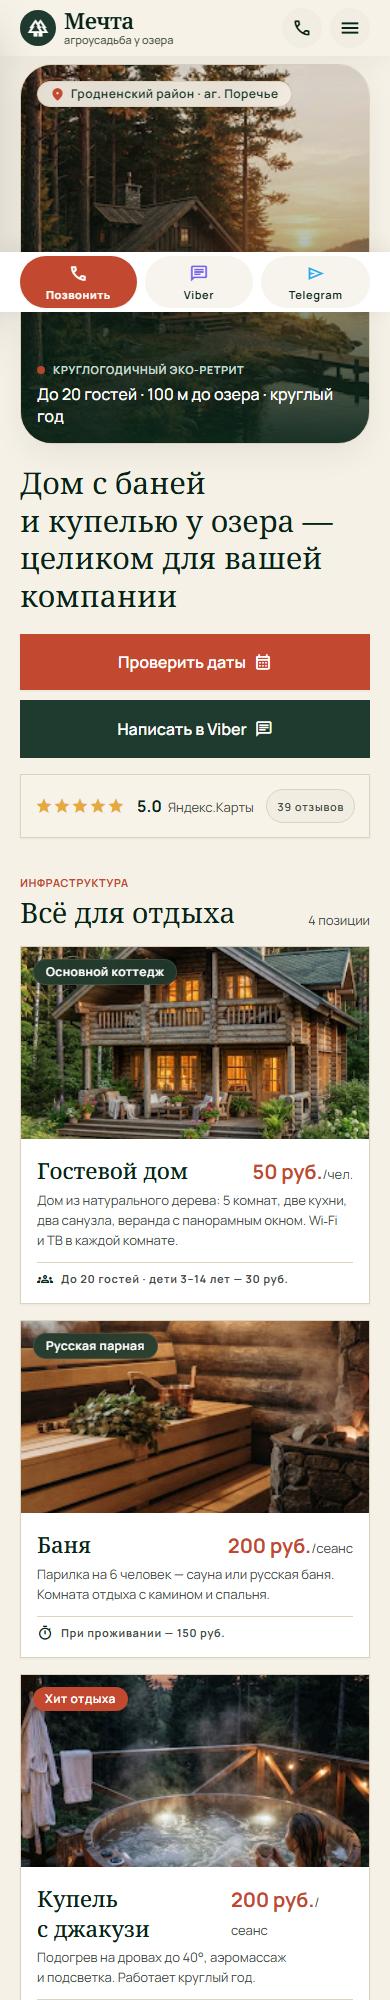 Мечта
агроусадьба у озера
Гродненский район · аг. Поречье
Позвонить
Viber
Telegram
КРУГЛОГОДИЧНЫЙ ЭКО-РЕТРИТ
До 20 гостей · 100 м до озера · круглый
год
Дом с баней
и купелью у озера —
целиком для вашей
компании
Проверить даты
Написать в Viber
5.0 Яндекс.Карты 39 отзывов
ИНФРАСТРУКТУРА
Всё для отдыха 4 позиции
Основной коттедж
Гостевой дом 50 руб./чел.
Дом из натурального дерева: 5 комнат, две кухни,
два санузла, веранда с панорамным окном. Wi-Fi
и ТВ в каждой комнате.
До 20 гостей · дети 3–14 лет — 30 руб.
Русская парная
Баня 200 руб./сеанс
Парилка на 6 человек — сауна или русская баня.
Комната отдыха с камином и спальня.
При проживании — 150 руб.
Хит отдыха
Купель 200 руб./
с джакузи сеанс
Подогрев на дровах до 40°, аэромассаж
и подсветка. Работает круглый год.